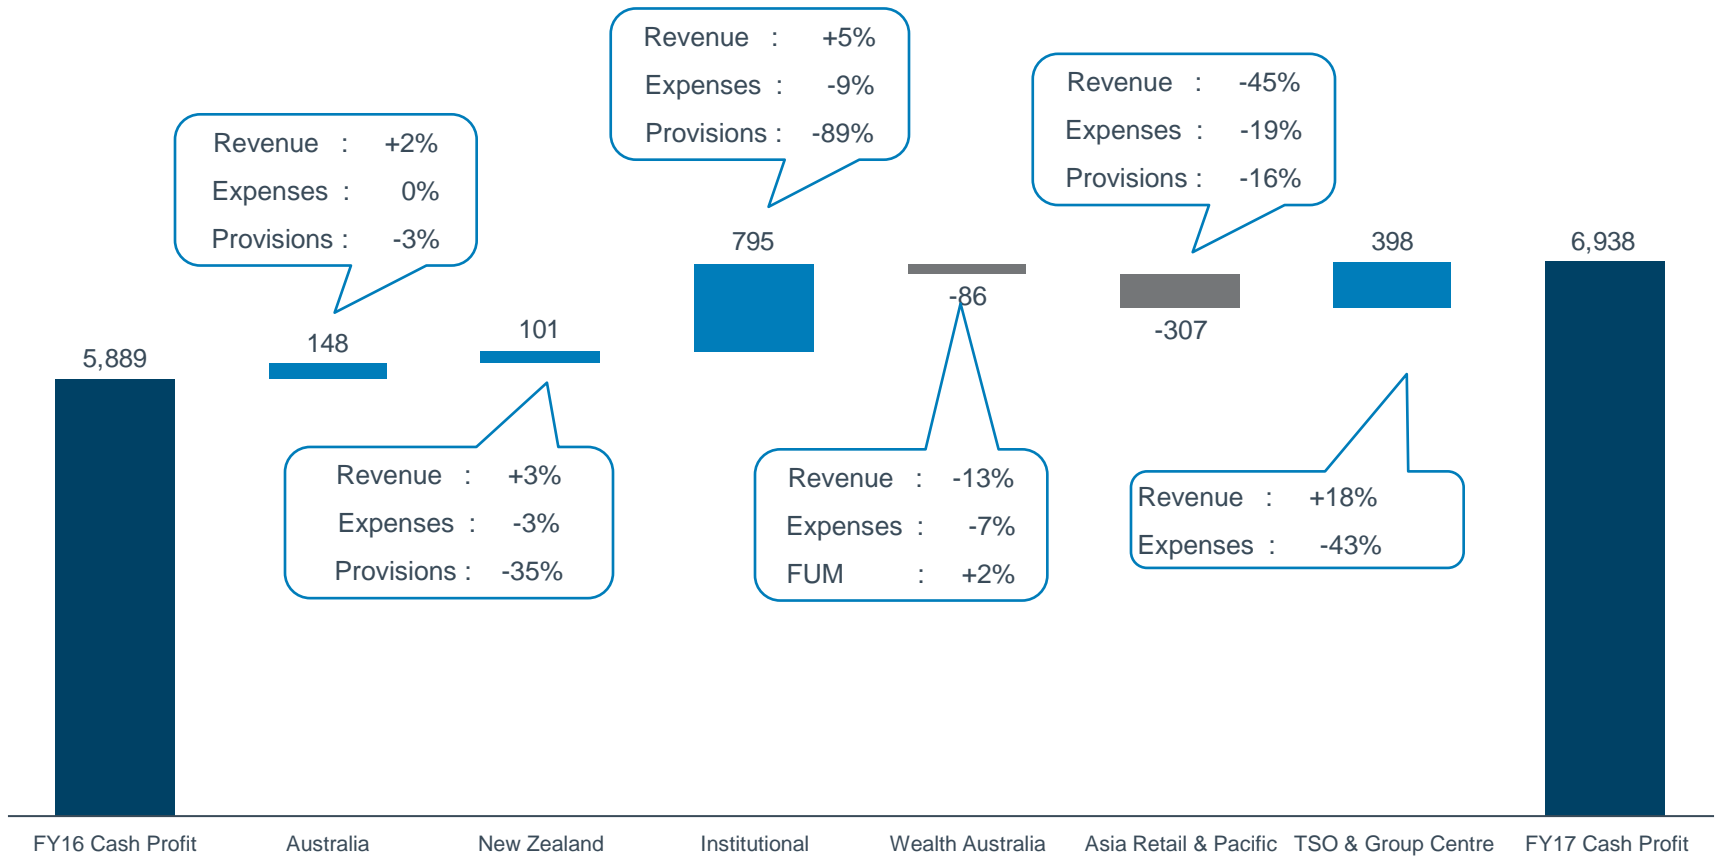 Revenue : +5%
Expenses : -9%
Provisions : -89%
Revenue : -45%
Expenses : -19%
Provisions : -16%
Revenue : +2%
Expenses : 0%
Provisions : -3%
795
398
6,938
-86
-307
148
101
5,889
Revenue : +3%
Expenses : -3%
Provisions : -35%
Revenue : -13%
Expenses : -7%
FUM : +2%
Revenue : +18%
Expenses : -43%
FY16 Cash Profit
Australia
New Zealand
Institutional
Wealth Australia
Asia Retail & Pacific
TSO & Group Centre
FY17 Cash Profit